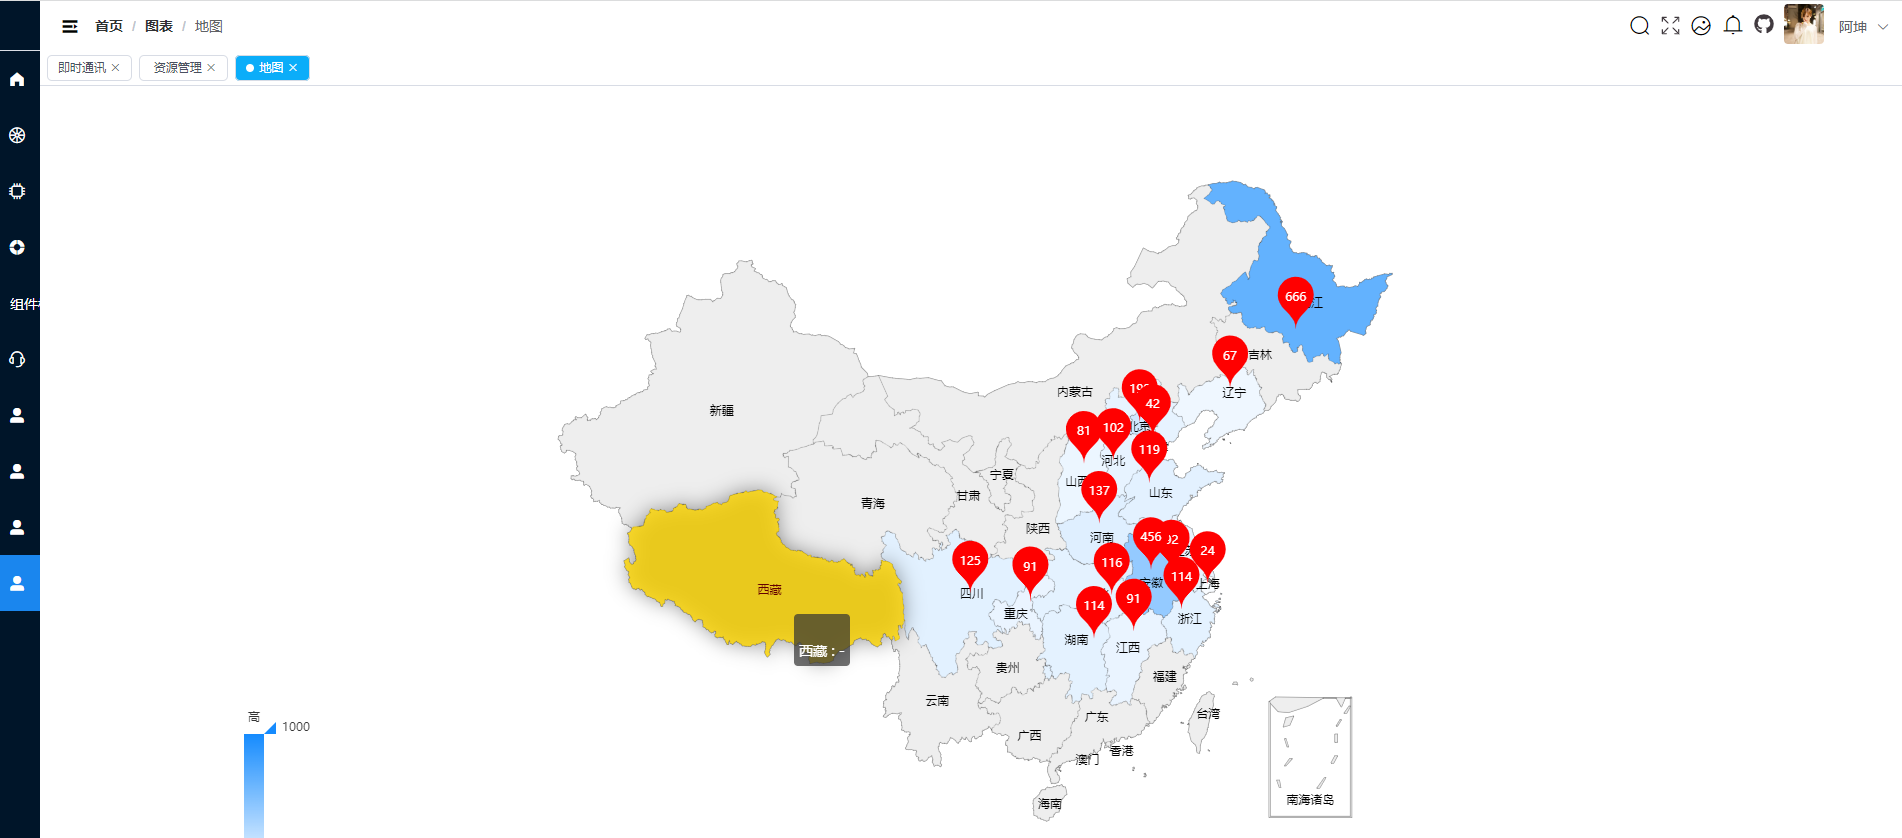 首页 / 图表 / 地图
阿坤
即时通讯 ×
资源管理 ×
地图 ×
组件
666
江
67
吉林
辽宁
内蒙古
42
北京
81
102
河北
119
新疆
宁夏
山西
137
山东
甘肃
青海
陕西
河南
456
24
125
91
116
114
安徽
上海
西藏
四川
114
91
重庆
浙江
湖南
江西
西藏 : -
贵州
福建
云南
广东
台湾
广西
香港
澳门
南海诸岛
海南
高
1000